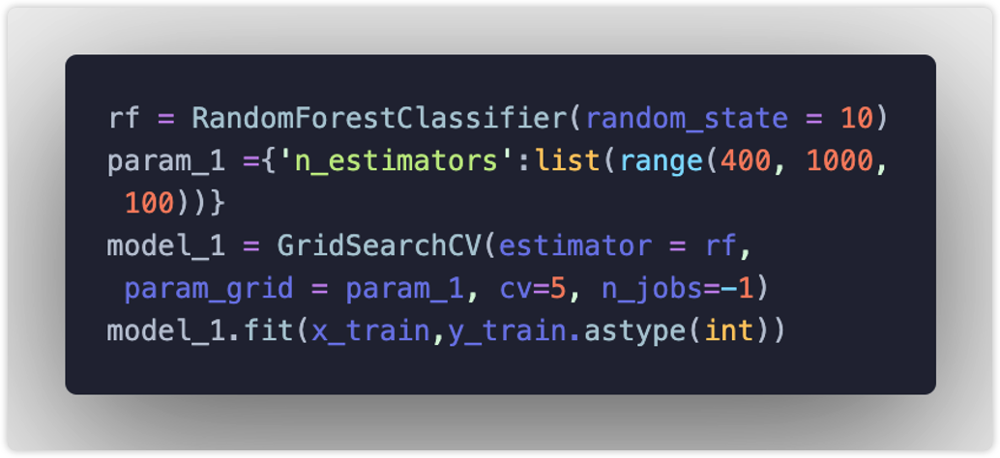 rf = RandomForestClassifier(random_state = 10)
param_1 ={'n_estimators':list(range(400, 1000,
 100))}
model_1 = GridSearchCV(estimator = rf,
 param_grid = param_1, cv=5, n_jobs=-1)
model_1.fit(x_train,y_train.astype(int))